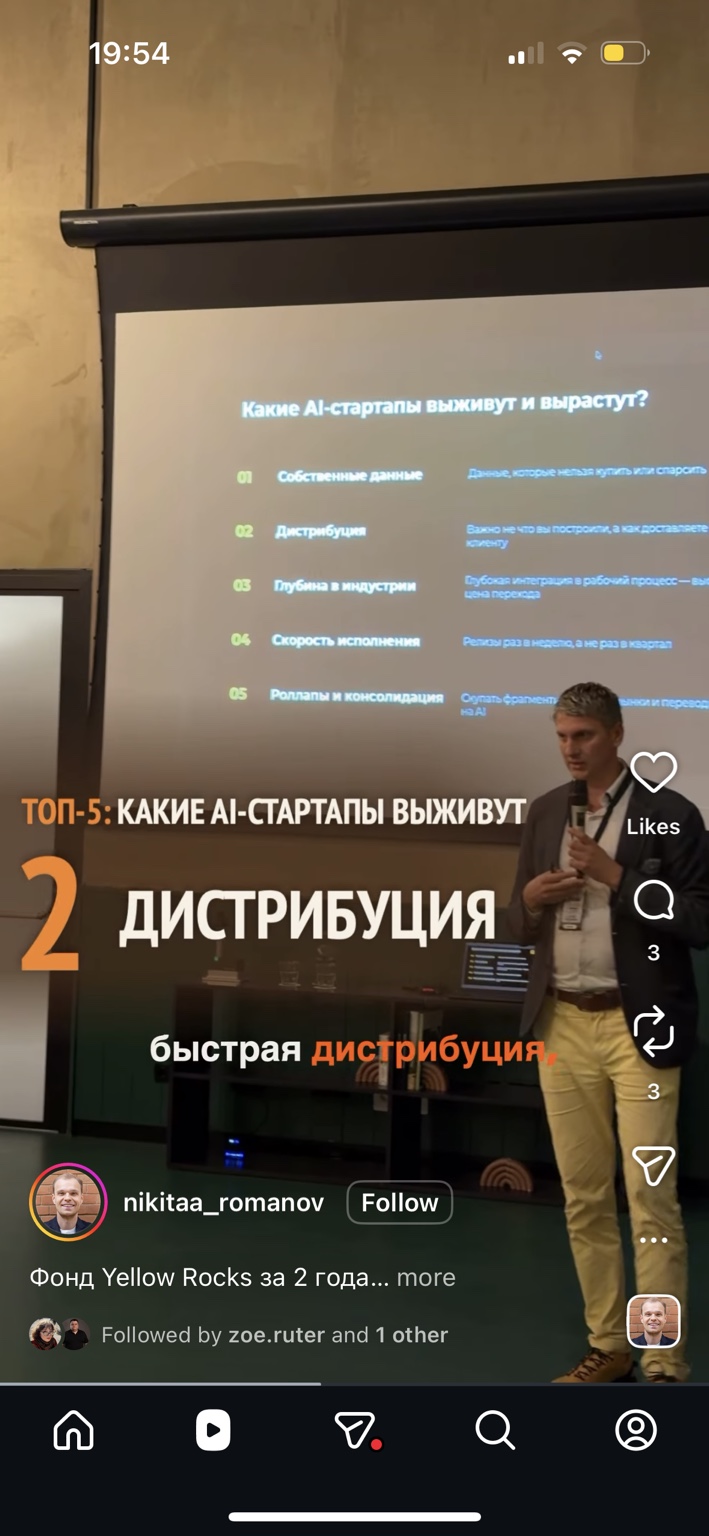 19:54
Какие AI-стартапы выживут и вырастут?
01 Собственные данные Данные, которые нельзя купить или спарсить
02 Дистрибуция Важно не что вы построили, а как доставляете
клиенту
03 Глубина в индустрии Глубокая интеграция в рабочий процесс —
цена перехода
04 Скорость исполнения Релизы раз в неделю, а не раз в квартал
05 Роллапы и консолидация Скупать
на AI
ТОП-5: КАКИЕ AI-СТАРТАПЫ ВЫЖИВУТ
2 ДИСТРИБУЦИЯ
быстрая дистрибуция,
Likes
3
3
nikitaa_romanov Follow
Фонд Yellow Rocks за 2 года... more
Followed by zoe.ruter and 1 other